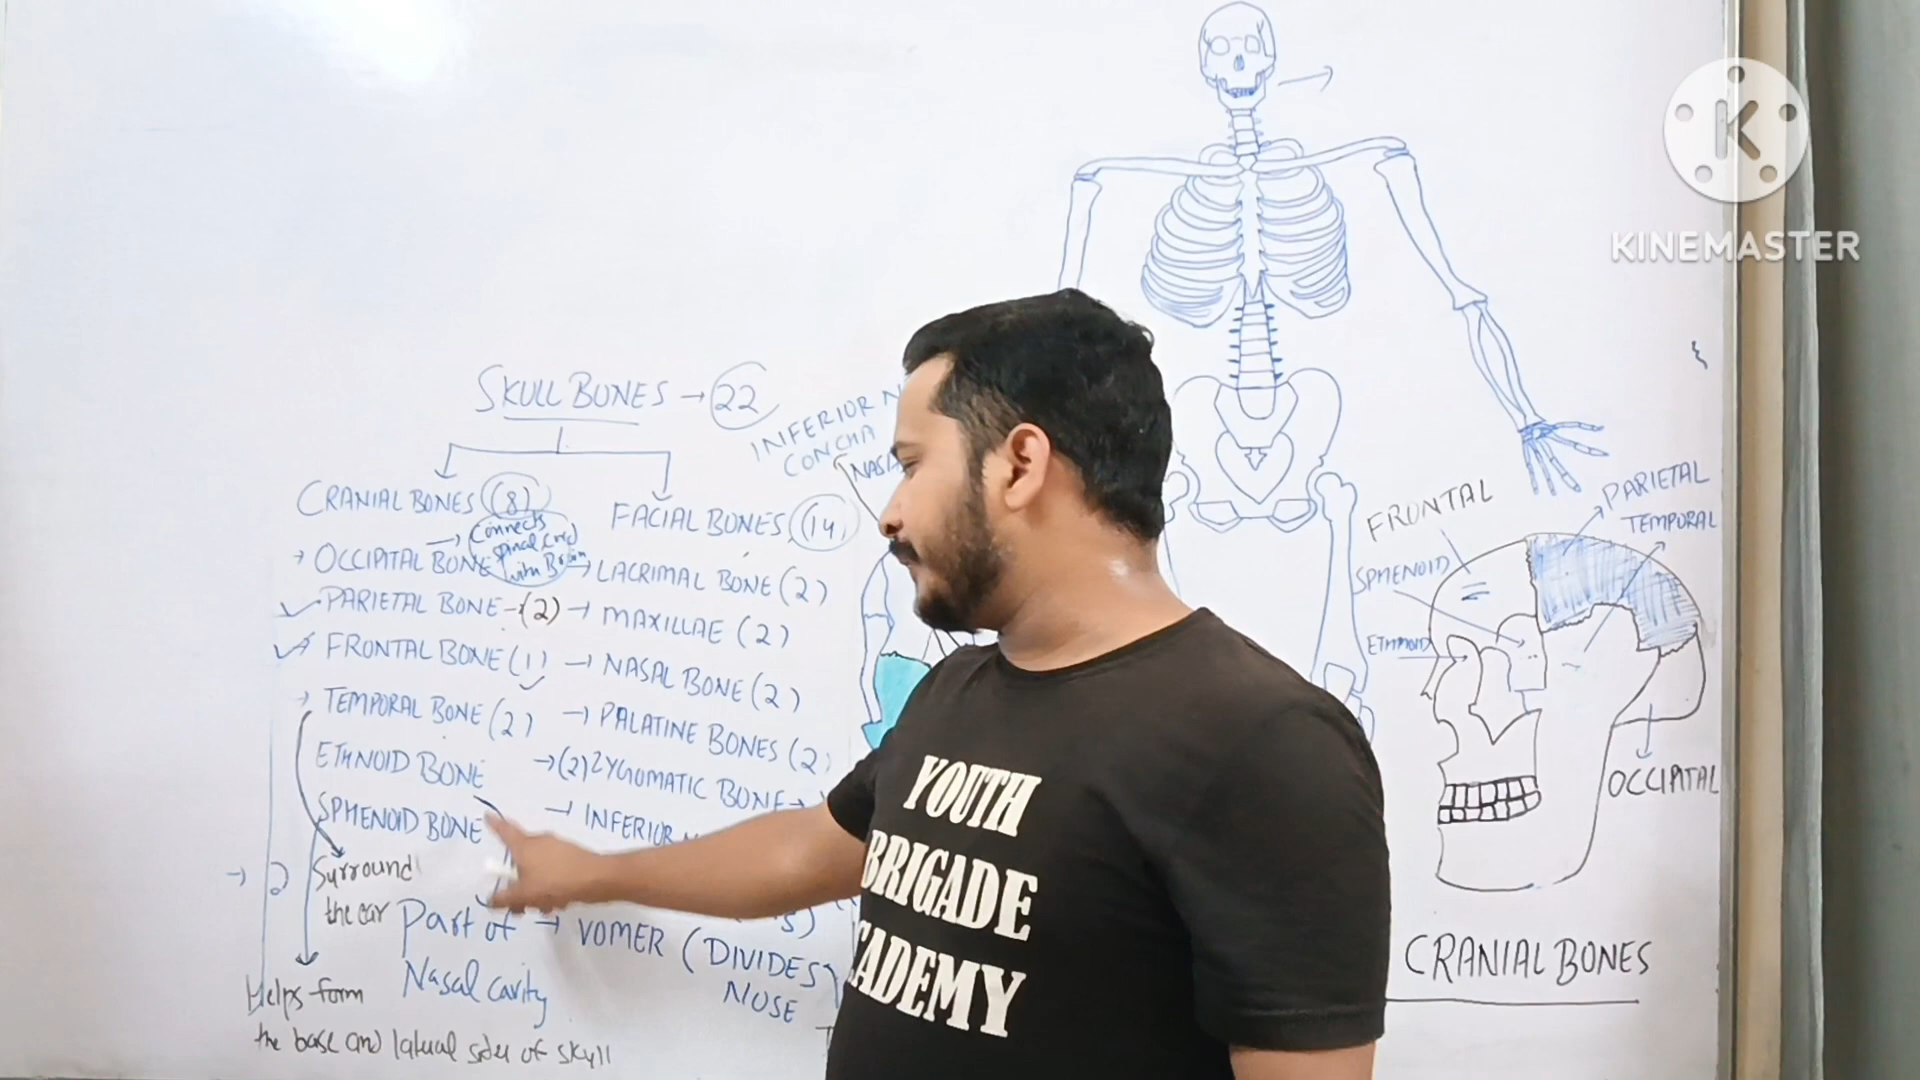 KINEMASTER
SKULL BONES → 22
INFERIOR N
CONCHA
NASA
CRANIAL BONES (8)
FACIAL BONES (14)
→ OCCIPITAL BONE → Connects
spinal cord
with Brain
→ LACRIMAL BONE (2)
PARIETAL BONE → (2)
→ MAXILLAE (2)
FRONTAL BONE (1)
→ NASAL BONE (2)
→ TEMPORAL BONE (2)
→ PALATINE BONES (2)
ETHNOID BONE
→ (2) ZYGOMATIC BONE →
SPHENOID BONE
→ INFERIOR N
Surround
the ear
Part of
Nasal cavity
→ VOMER (DIVIDES
NOSE
Helps form
the base and lateral sides of skull
FRONTAL
PARIETAL
TEMPORAL
SPHENOID
ETHMOID
OCCIPITAL
CRANIAL BONES
YOUTH
BRIGADE
CADEMY